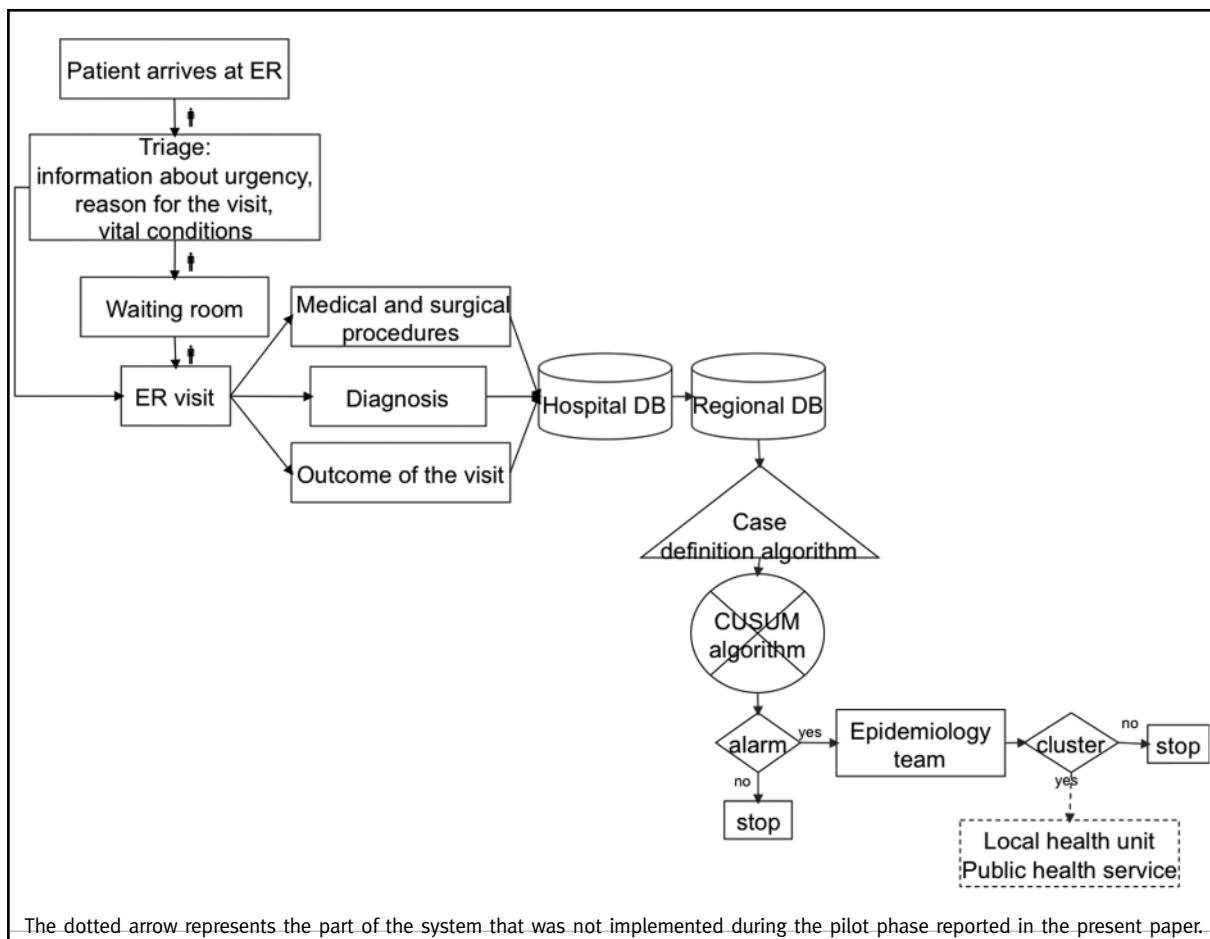 Patient arrives at ER
Triage:
information about urgency,
reason for the visit,
vital conditions
Waiting room
ER visit
Medical and surgical
procedures
Diagnosis
Outcome of the visit
Hospital DB
Regional DB
Case
definition algorithm
CUSUM
algorithm
alarm
yes
Epidemiology
team
cluster
no
stop
no
stop
yes
Local health unit
Public health service
The dotted arrow represents the part of the system that was not implemented during the pilot phase reported in the present paper.